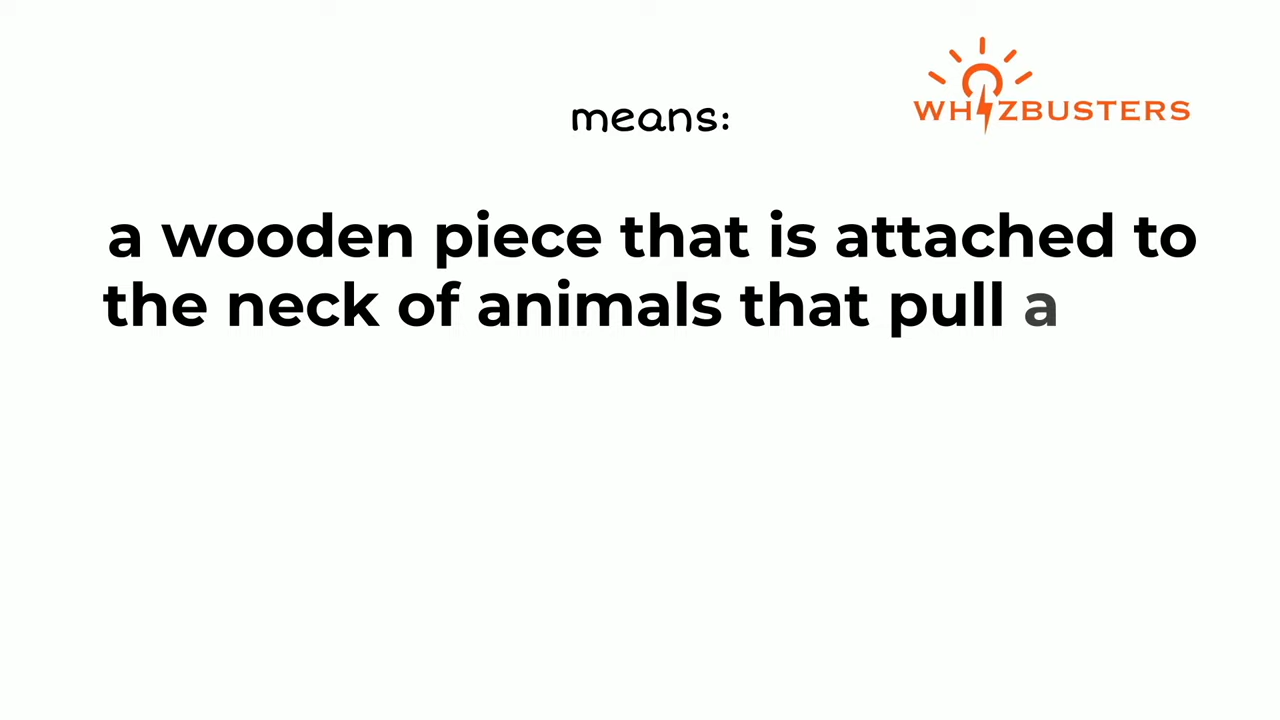 WHIZBUSTERS
means:
a wooden piece that is attached to
the neck of animals that pull a